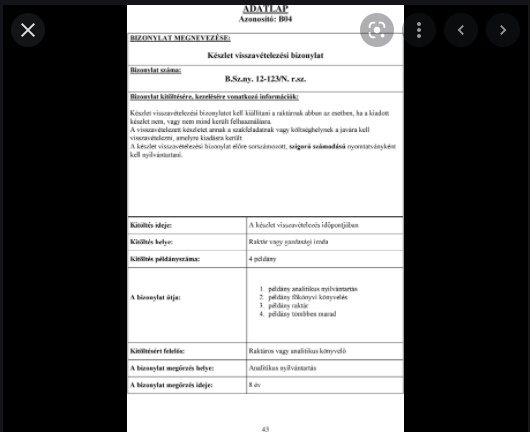 ADATLAP
Azonosító: B04
BIZONYLAT MEGNEVEZÉSE:
Készlet visszavételezési bizonylat
Bizonylat száma:
B.Sz.ny. 12-123/N. r.sz.
Bizonylat kitöltésére, kezelésére vonatkozó információk:
Készlet visszavételezési bizonylatot kell kiállítani a raktárnak abban az esetben, ha a kiadott
készlet nem, vagy nem mind került felhasználásra.
A visszavételezett készletet annak a szakfeladatnak vagy költséghelynek a javára kell
visszavételezni, amelyre kiadásra került.
A készlet visszavételezési bizonylat előre sorszámozott, szigorú számadású nyomtatványként
kell nyilvántartani.
Kitöltés ideje: A készlet visszavételezés időpontjában
Kitöltés helye: Raktár vagy gazdasági iroda
Kitöltés példányszáma: 4 példány
A bizonylat útja:
1. példány analitikus nyilvántartás
2. példány főkönyvi könyvelés
3. példány raktár
4. példány tömbben marad
Kitöltésért felelős: Raktáros vagy analitikus könyvelő
A bizonylat megőrzés helye: Analitikus nyilvántartás
A bizonylat megőrzés ideje: 8 év
43